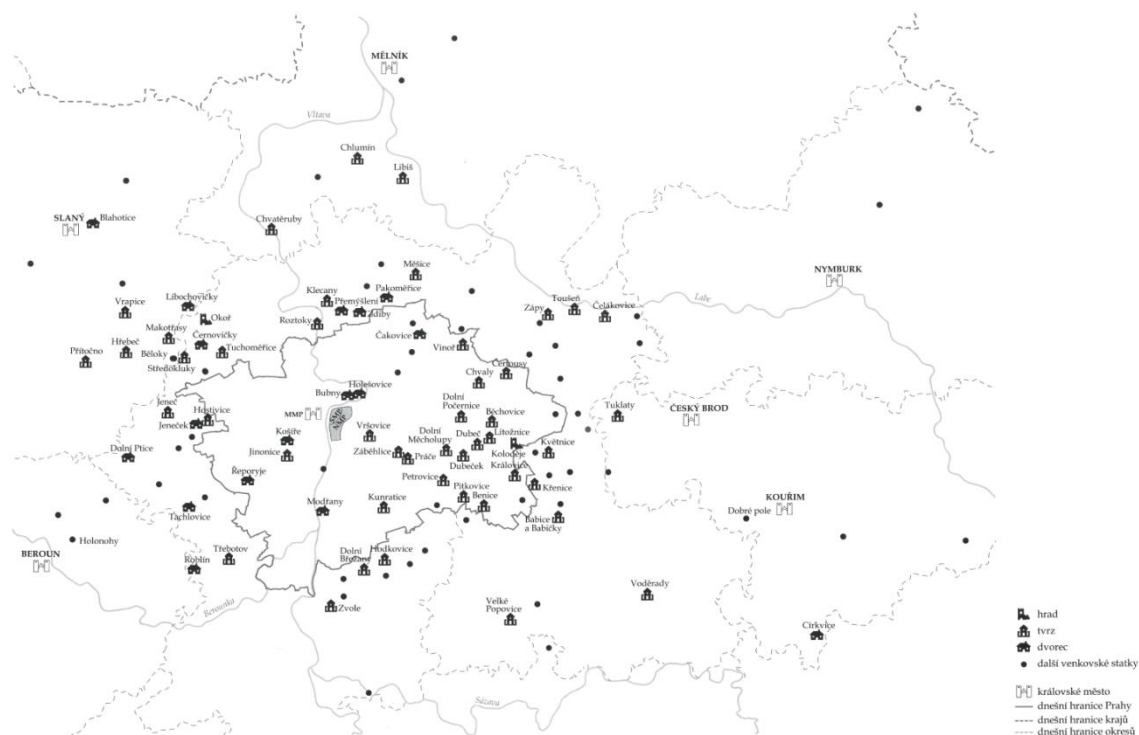 MĚLNÍK
Vltava
Chlumín
Libiš
SLANÝ
Blahotice
Chvatěruby
Měšice
NYMBURK
Klecany
Pakoměřice
Vrapice
Libochovičky
Přemyšlení
Zdiby
Zápy
Toušeň
Čelákovice
Labe
Okoř
Roztoky
Makotřasy
Černovičky
Čakovice
Vinoř
Hřebeč
Přítočno
Běloky
Tuchoměřice
Středokluky
Čertousy
Chvaly
Holešovice
Bubny
Jeneč
Hostivice
Jeneček
MMP
SMP
NMP
Dolní
Počernice
Běchovice
Tuklaty
ČESKÝ BROD
Košíře
Vršovice
Dolní
Měcholupy
Dubeč
Litožnice
Dolní Ptice
Jinonice
Záběhlice
Práče
Dubeček
Koloděje
Květnice
Královice
Řeporyje
Petrovice
Pitkovice
Křenice
KOUŘIM
Tachlovice
Modřany
Kunratice
Benice
Babice
a Babičky
Dobré pole
Holonohy
BEROUN
Třebotov
Dolní
Břežany
Hodkovice
Roblín
Voděrady
Berounka
Zvole
Velké
Popovice
Církvice
Sázava
hrad
tvrz
dvorec
další venkovské statky
královské město
dnešní hranice Prahy
dnešní hranice krajů
dnešní hranice okresů